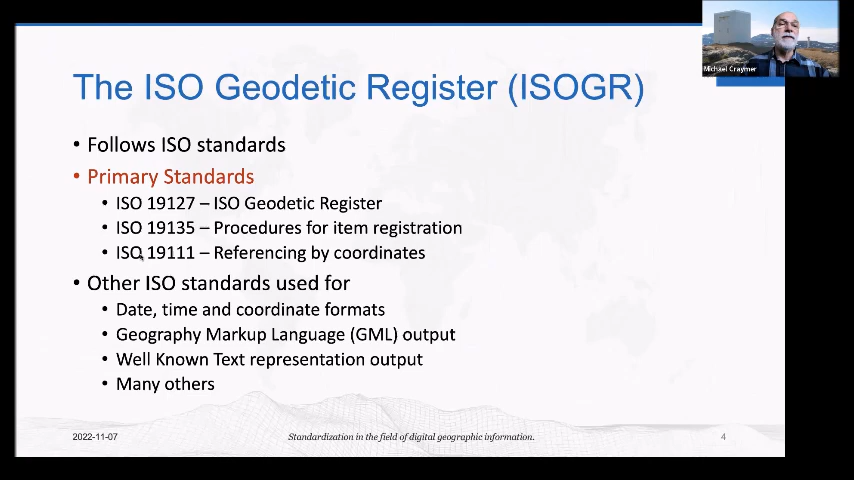 Michael Craymer
The ISO Geodetic Register (ISOGR)
• Follows ISO standards
• Primary Standards
• ISO 19127 – ISO Geodetic Register
• ISO 19135 – Procedures for item registration
• ISO 19111 – Referencing by coordinates
• Other ISO standards used for
• Date, time and coordinate formats
• Geography Markup Language (GML) output
• Well Known Text representation output
• Many others
2022-11-07
Standardization in the field of digital geographic information.
4